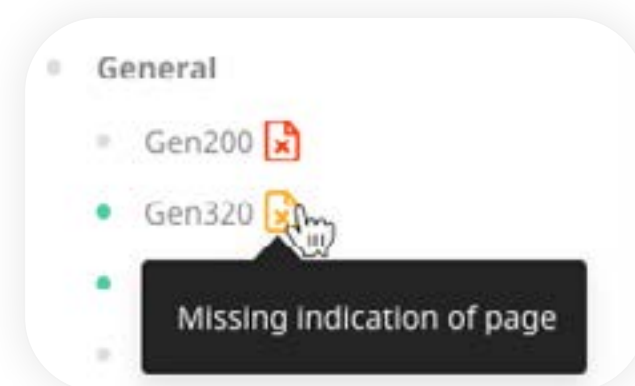 General
Gen200
Gen320
Missing indication of page